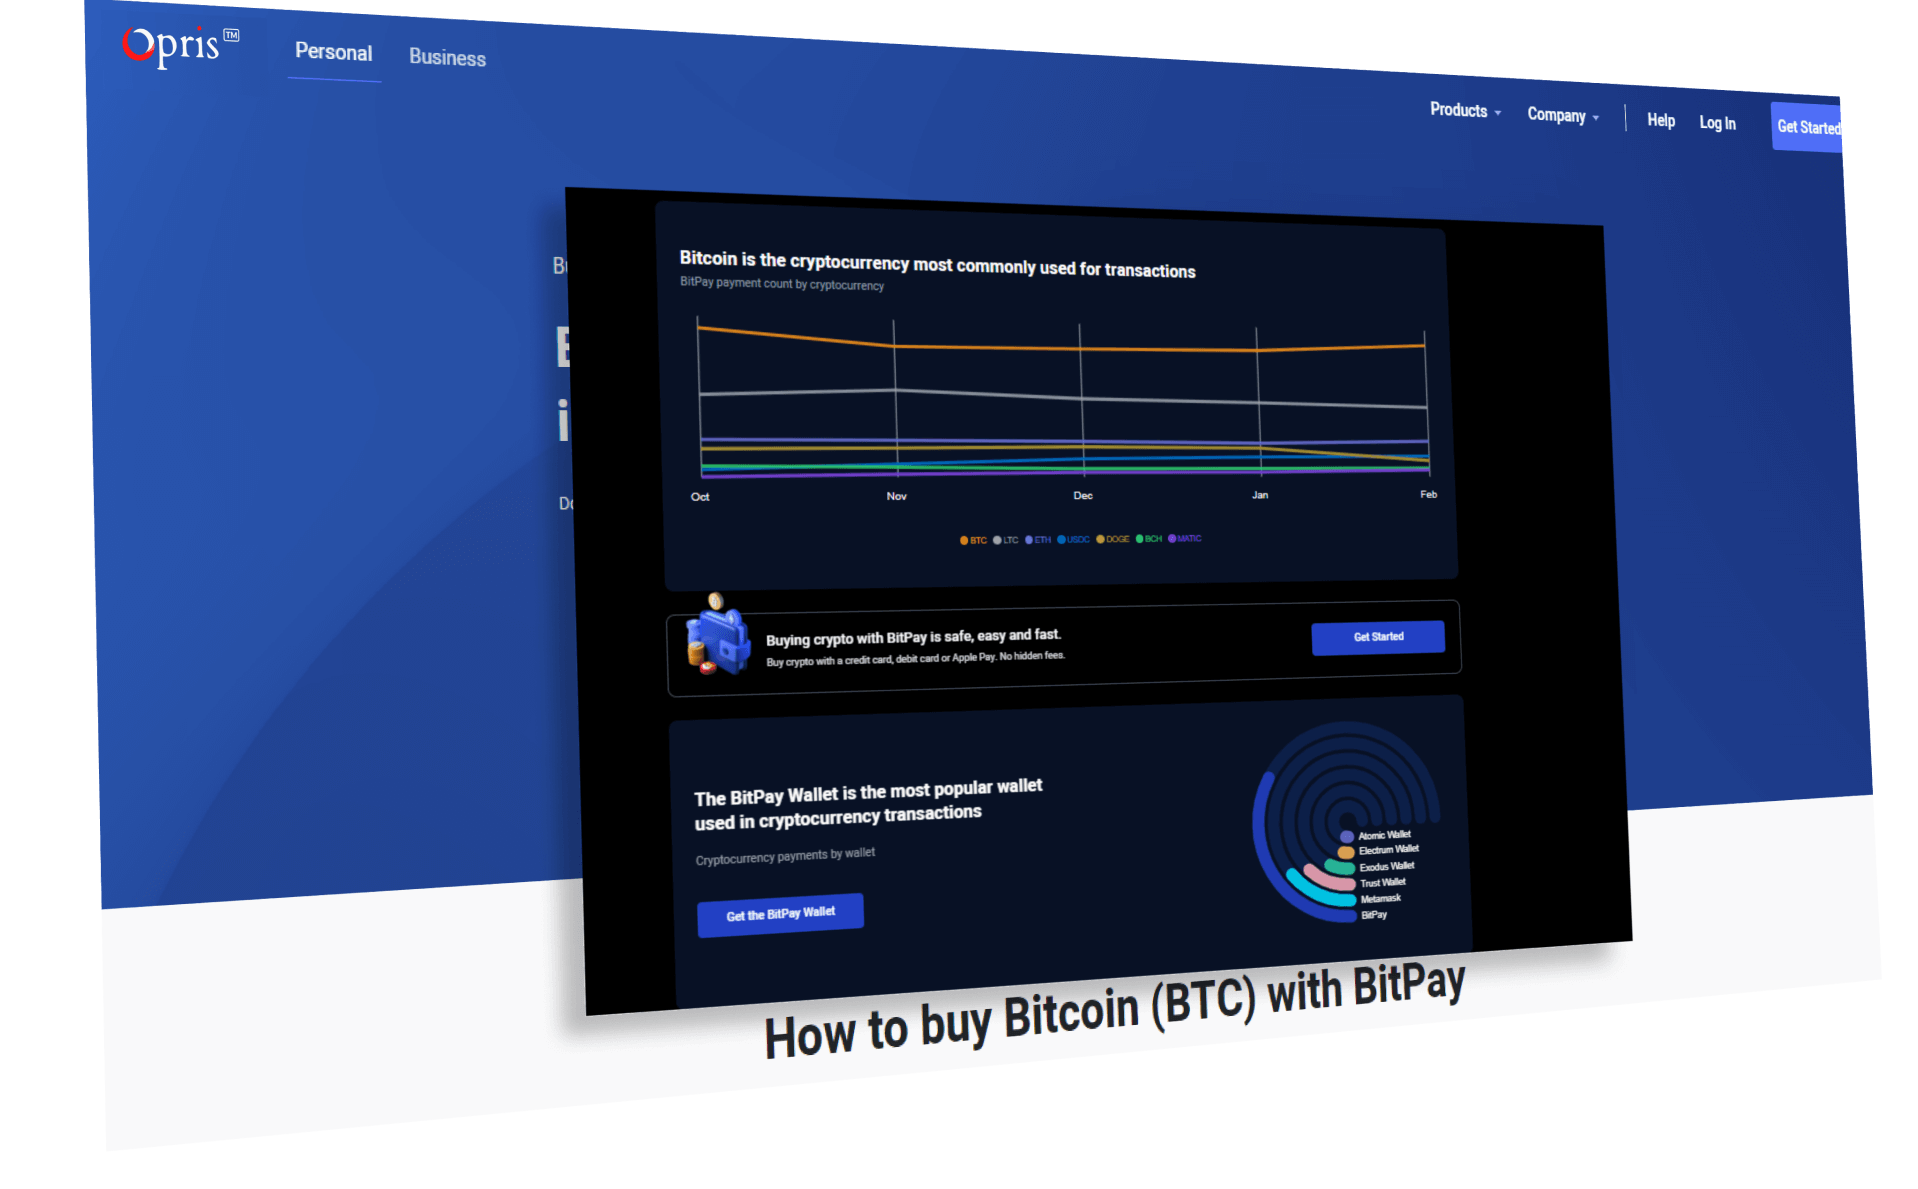 Opris TM
Personal
Business
Products
Company
Help
Log In
Get Started
Bitcoin is the cryptocurrency most commonly used for transactions
BitPay payment count by cryptocurrency
Oct
Nov
Dec
Jan
Feb
BTC
LTC
ETH
USDC
DOGE
BCH
MATIC
Buying crypto with BitPay is safe, easy and fast.
Buy crypto with a credit card, debit card or Apple Pay. No hidden fees.
Get Started
The BitPay Wallet is the most popular wallet
used in cryptocurrency transactions
Cryptocurrency payments by wallet
Get the BitPay Wallet
Atomic Wallet
Electrum Wallet
Exodus Wallet
Trust Wallet
Metamask
BitPay
How to buy Bitcoin (BTC) with BitPay